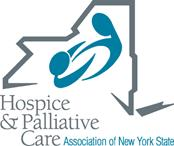 Hospice
& Palliative
Care Association of New York State